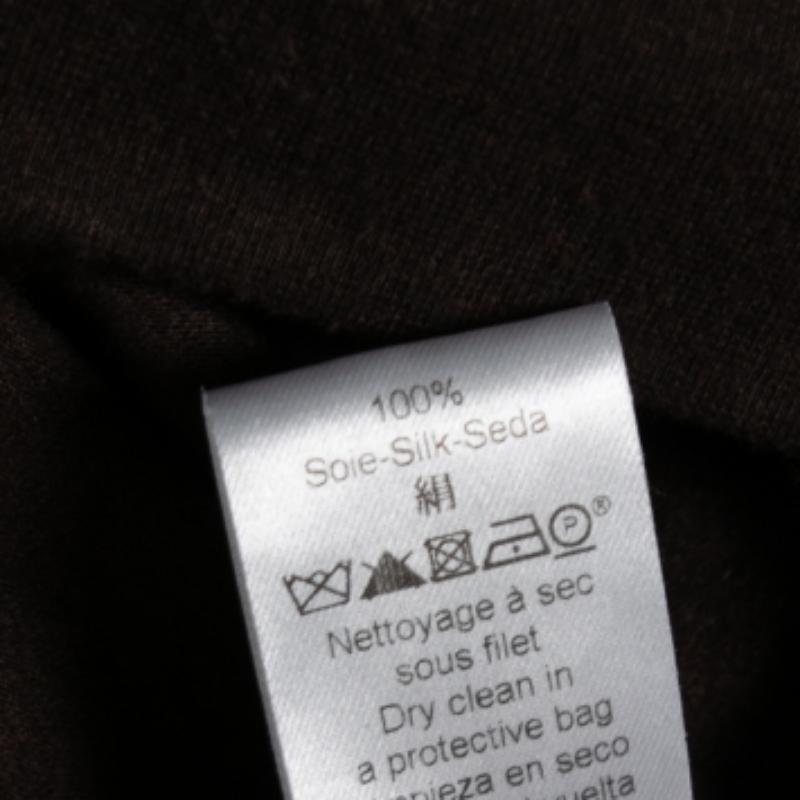 100%
Soie-Silk-Seda
絹
P ®
Nettoyage à sec
sous filet
Dry clean in
a protective bag
en seco